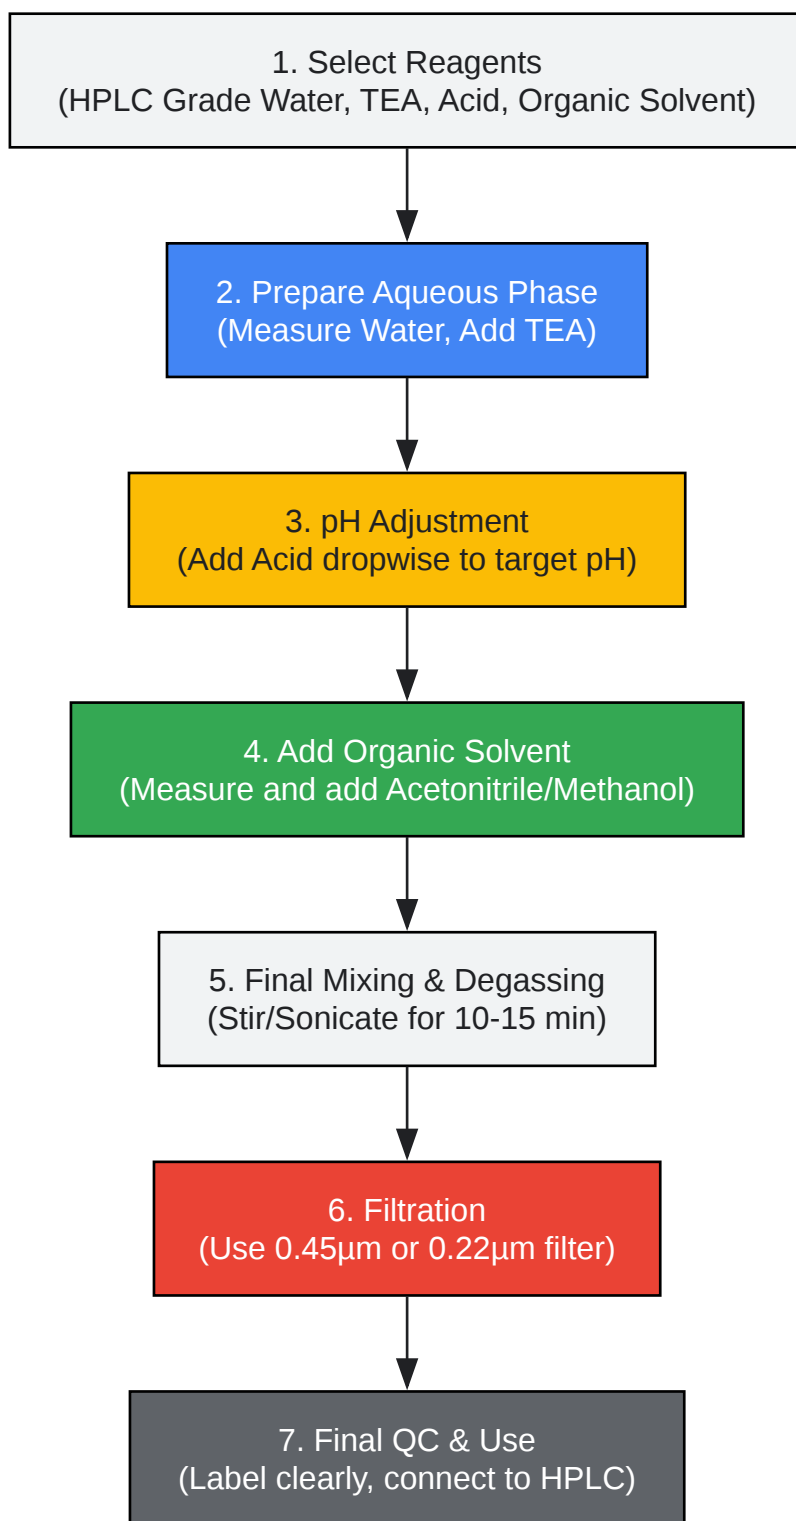 1. Select Reagents
(HPLC Grade Water, TEA, Acid, Organic Solvent)
2. Prepare Aqueous Phase
(Measure Water, Add TEA)
3. pH Adjustment
(Add Acid dropwise to target pH)
4. Add Organic Solvent
(Measure and add Acetonitrile/Methanol)
5. Final Mixing & Degassing
(Stir/Sonicate for 10-15 min)
6. Filtration
(Use 0.45µm or 0.22µm filter)
7. Final QC & Use
(Label clearly, connect to HPLC)